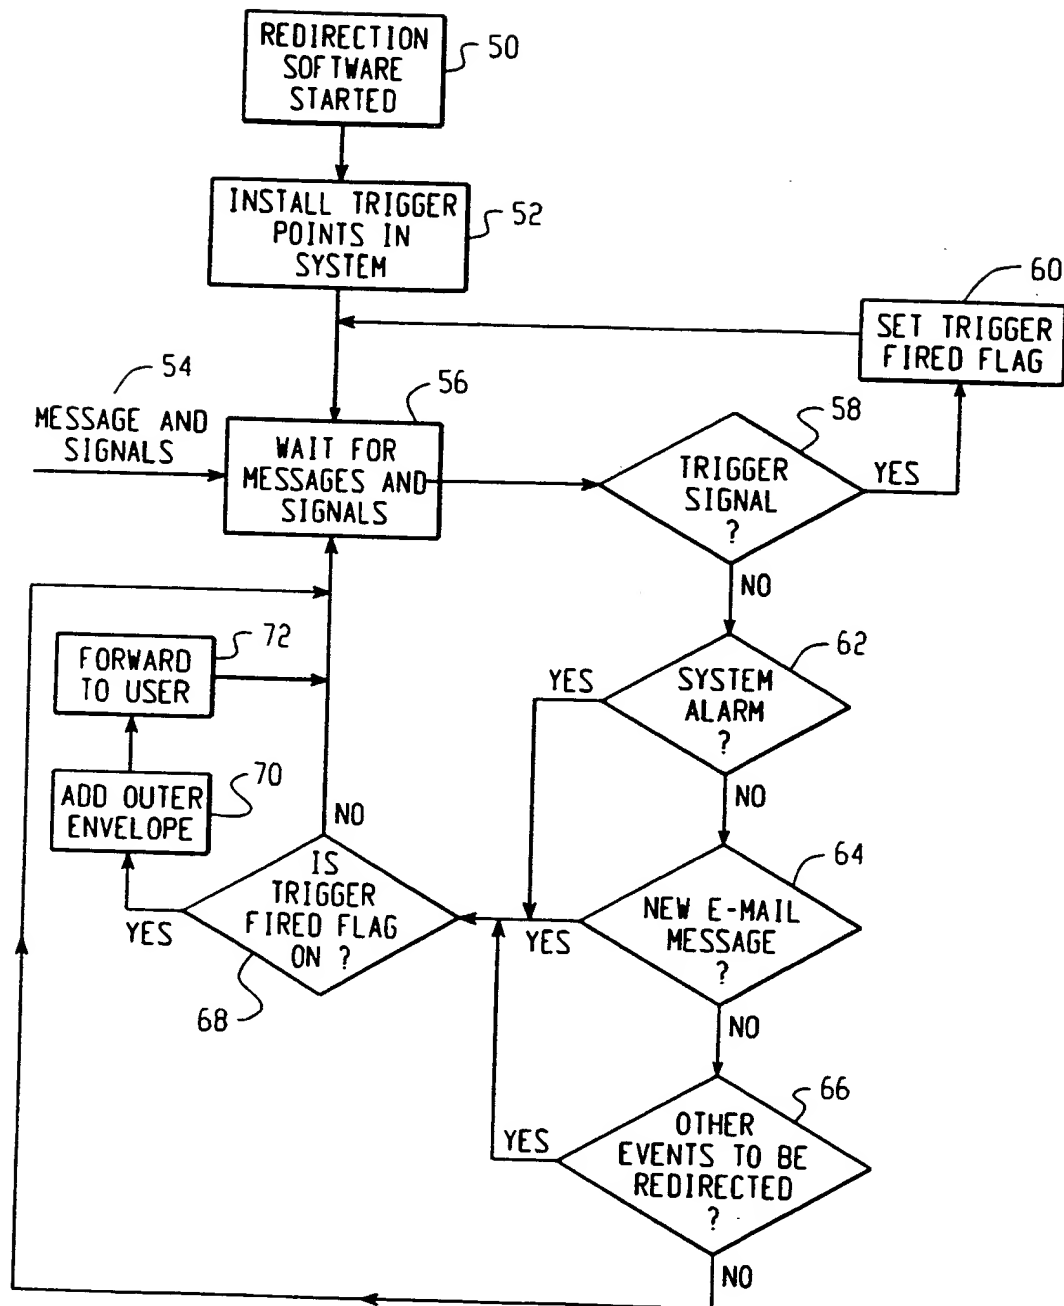 REDIRECTION
SOFTWARE
STARTED
50
INSTALL TRIGGER
POINTS IN
SYSTEM
52
60
SET TRIGGER
FIRED FLAG
54
MESSAGE AND
SIGNALS
56
WAIT FOR
MESSAGES AND
SIGNALS
58
TRIGGER
SIGNAL
?
YES
NO
62
SYSTEM
ALARM
?
YES
NO
72
FORWARD
TO USER
70
ADD OUTER
ENVELOPE
NO
IS
TRIGGER
FIRED FLAG
ON ?
YES
68
64
NEW E-MAIL
MESSAGE
?
YES
NO
66
OTHER
EVENTS TO BE
REDIRECTED
?
YES
NO